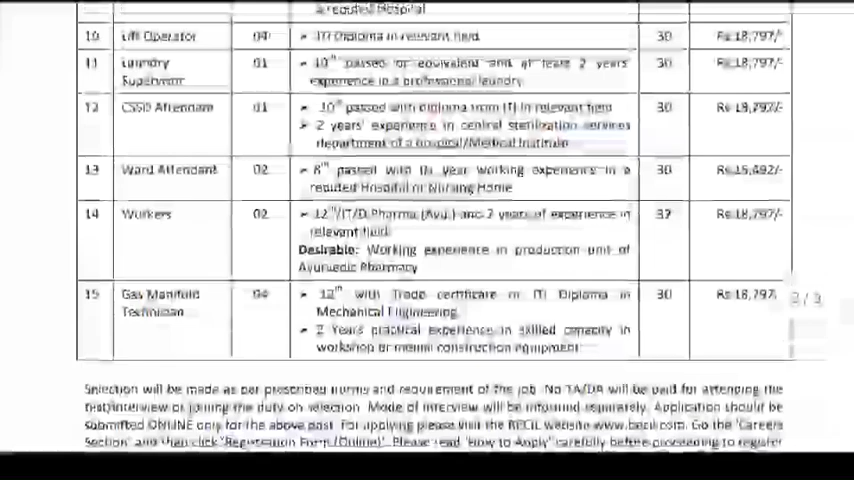 a reputed Hospital
10 Lift Operator 04 ➢ ITI Diploma in relevant field 30 Rs.18,797/-
11 Laundry 01 ➢ 10th passed or equivalent and at least 2 years' 30 Rs.18,797/-
Supervisor experience in a professional laundry
12 CSSD Attendant 01 ➢ 10th passed with diploma from ITI in relevant field 30 Rs.18,797/-
➢ 2 years' experience in central sterilization services
department of a hospital/Medical Institute
13 Ward Attendant 02 ➢ 8th passed with year working experience in a 30 Rs.15,492/-
reputed Hospital or Nursing Home
14 Workers 02 ➢ 12th/ITI/D.Pharma (Ayu.) and 2 years of experience in Rs.18,797/-
relevant field.
Desirable: Working experience in production unit of
Ayurvedic Pharmacy
15 Gas Manifold 04 ➢ 12th with Trade certificate or ITI Diploma in 30 Rs.18,797/
Technician Mechanical Engineering
➢ 2 Years practical experience in skilled capacity in
workshop or construction equipment
3 / 3
Selection will be made as per prescribed norms and requirement of the job. No TA/DA will be paid for attending the
test/interview or joining the duty on selection. Mode of interview will be informed separately. Application should be
submitted ONLINE only for the above post. For applying please visit the BECIL website www.becil.com. Go the 'Careers
Section' and then click 'Registration Form (Online)'. Please read 'How to Apply' carefully before proceeding to register